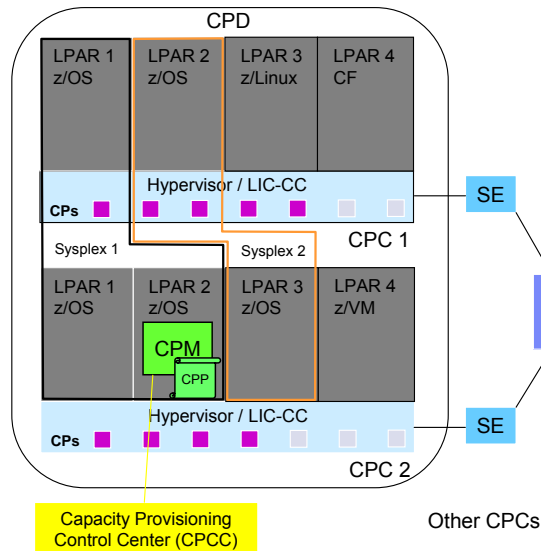 CPD
LPAR 1
z/OS
LPAR 2
z/OS
LPAR 3
z/Linux
LPAR 4
CF
Hypervisor / LIC-CC
CPs
SE
CPC 1
Sysplex 1
Sysplex 2
LPAR 1
z/OS
LPAR 2
z/OS
LPAR 3
z/OS
LPAR 4
z/VM
CPM
CPP
Hypervisor / LIC-CC
CPs
SE
CPC 2
Capacity Provisioning
Control Center (CPCC)
Other CPCs